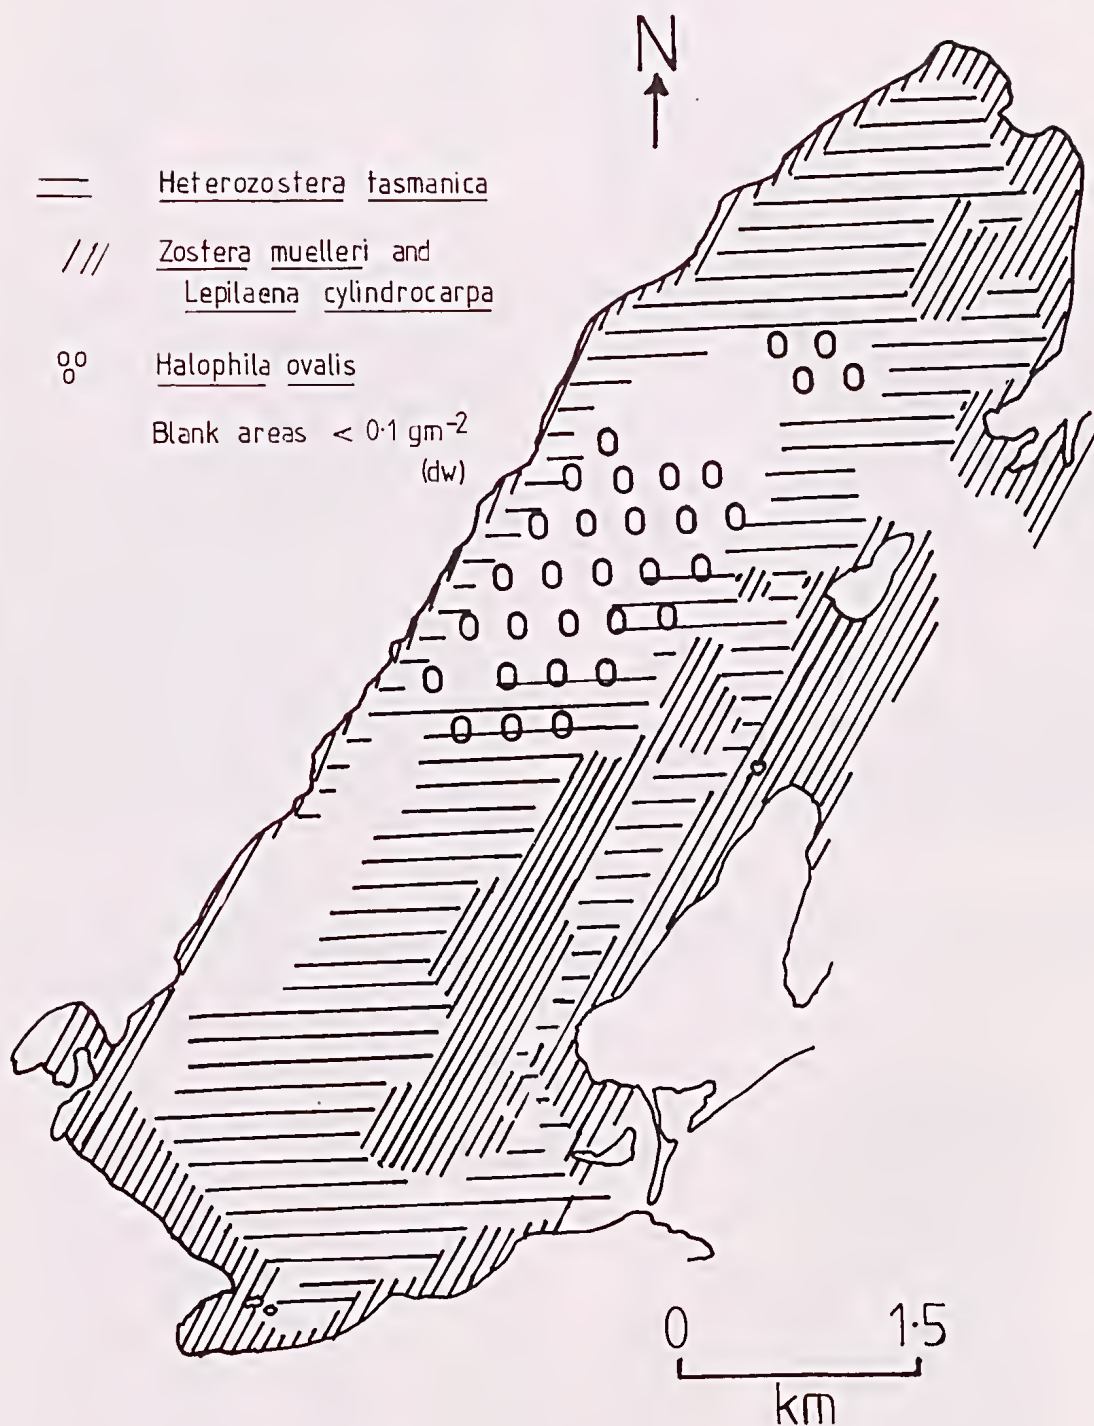 N
Heterozostera tasmanica
Zostera muelleri and
Lepilaena cylindrocarpa
Halophila ovalis
Blank areas < 0·1 gm⁻²
(dw)
0 1·5
km